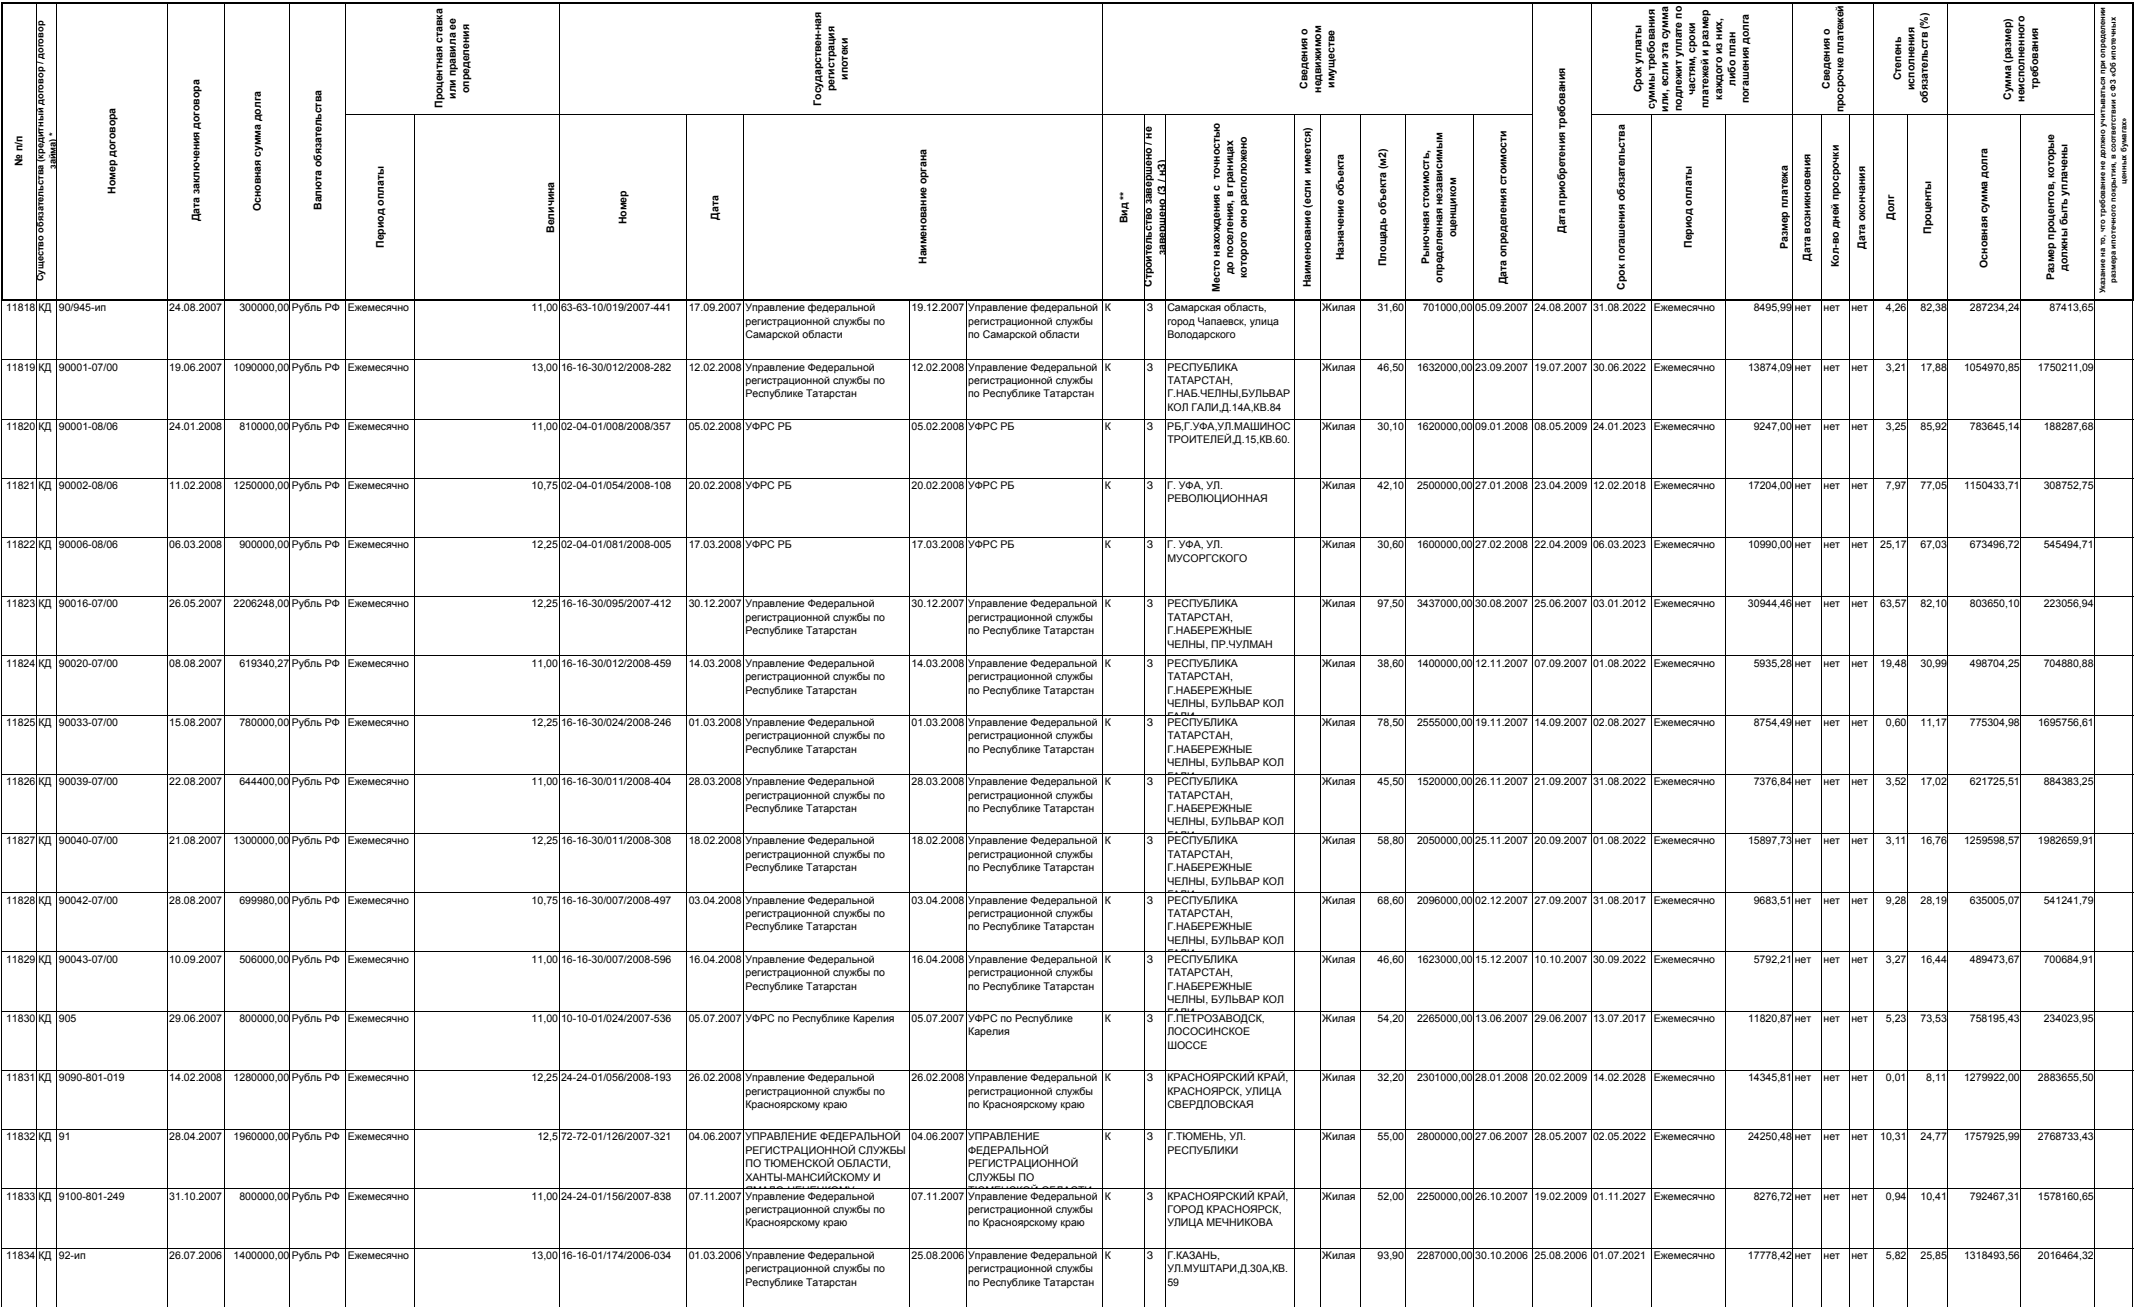 № п/п
Существо обязательства (кредитный договор / договор займа) *
Номер договора
Дата заключения договора
Основная сумма долга
Валюта обязательства
Процентная ставка или правила ее определения
Период оплаты
Величина
Государствен-ная регистрация ипотеки
Номер
Дата
Наименование органа
Сведения о недвижимом имуществе
Вид **
Строительство завершено / не завершено (З / нЗ)
Место нахождения с точностью до поселения, в границах которого оно расположено
Наименование (если имеется)
Назначение объекта
Площадь объекта (м2)
Рыночная стоимость, определенная независимым оценщиком
Дата определения стоимости
Дата приобретения требования
Срок уплаты суммы требования или, если эта сумма подлежит уплате по частям, сроки платежей и размер каждого из них, либо план погашения долга
Срок погашения обязательства
Период оплаты
Размер платежа
Сведения о просрочке платежей
Дата возникновения
Кол-во дней просрочки
Дата окончания
Степень исполнения обязательств (%)
Долг
Проценты
Сумма (размер) неисполненного требования
Основная сумма долга
Размер процентов, которые должны быть уплачены
Указание на то, что требование не должно учитываться при определении размера ипотечного покрытия, в соответствии с ФЗ «Об ипотечных ценных бумагах»
11818 КД 90/945-ип 24.08.2007 300000,00 Рубль РФ Ежемесячно 11,00 63-63-10/019/2007-441 17.09.2007 Управление федеральной регистрационной службы по Самарской области 19.12.2007 Управление федеральной регистрационной службы по Самарской области К З Самарская область, город Чапаевск, улица Володарского Жилая 31,60 701000,00 05.09.2007 24.08.2007 31.08.2022 Ежемесячно 8495,99 нет нет нет 4,26 82,38 287234,24 87413,65
11819 КД 90001-07/00 19.06.2007 1090000,00 Рубль РФ Ежемесячно 13,00 16-16-30/012/2008-282 12.02.2008 Управление Федеральной регистрационной службы по Республике Татарстан 12.02.2008 Управление Федеральной регистрационной службы по Республике Татарстан К З РЕСПУБЛИКА ТАТАРСТАН, Г.НАБ.ЧЕЛНЫ,БУЛЬВАР КОЛ ГАЛИ,Д.14А,КВ.84 Жилая 46,50 1632000,00 23.09.2007 19.07.2007 30.06.2022 Ежемесячно 13874,09 нет нет нет 3,21 17,88 1054970,85 1750211,09
11820 КД 90001-08/06 24.01.2008 810000,00 Рубль РФ Ежемесячно 11,00 02-04-01/008/2008/357 05.02.2008 УФРС РБ 05.02.2008 УФРС РБ К З РБ,Г.УФА,УЛ.МАШИНОСТРОИТЕЛЕЙ,Д.15,КВ.60. Жилая 30,10 1620000,00 09.01.2008 08.05.2009 24.01.2023 Ежемесячно 9247,00 нет нет нет 3,25 85,92 783645,14 188287,68
11821 КД 90002-08/06 11.02.2008 1250000,00 Рубль РФ Ежемесячно 10,75 02-04-01/054/2008-108 20.02.2008 УФРС РБ 20.02.2008 УФРС РБ К З Г. УФА, УЛ. РЕВОЛЮЦИОННАЯ Жилая 42,10 2500000,00 27.01.2008 23.04.2009 12.02.2018 Ежемесячно 17204,00 нет нет нет 7,97 77,05 1150433,71 308752,75
11822 КД 90006-08/06 06.03.2008 900000,00 Рубль РФ Ежемесячно 12,25 02-04-01/081/2008-005 17.03.2008 УФРС РБ 17.03.2008 УФРС РБ К З Г. УФА, УЛ. МУСОРГСКОГО Жилая 30,60 1600000,00 27.02.2008 22.04.2009 06.03.2023 Ежемесячно 10990,00 нет нет нет 25,17 67,03 673496,72 545494,71
11823 КД 90016-07/00 26.05.2007 2206248,00 Рубль РФ Ежемесячно 12,25 16-16-30/095/2007-412 30.12.2007 Управление Федеральной регистрационной службы по Республике Татарстан 30.12.2007 Управление Федеральной регистрационной службы по Республике Татарстан К З РЕСПУБЛИКА ТАТАРСТАН, Г.НАБЕРЕЖНЫЕ ЧЕЛНЫ, ПР.ЧУЛМАН Жилая 97,50 3437000,00 30.08.2007 25.06.2007 03.01.2012 Ежемесячно 30944,46 нет нет нет 63,57 82,10 803650,10 223056,94
11824 КД 90020-07/00 08.08.2007 619340,27 Рубль РФ Ежемесячно 11,00 16-16-30/012/2008-459 14.03.2008 Управление Федеральной регистрационной службы по Республике Татарстан 14.03.2008 Управление Федеральной регистрационной службы по Республике Татарстан К З РЕСПУБЛИКА ТАТАРСТАН, Г.НАБЕРЕЖНЫЕ ЧЕЛНЫ, БУЛЬВАР КОЛ Жилая 38,60 1400000,00 12.11.2007 07.09.2007 01.08.2022 Ежемесячно 5935,28 нет нет нет 19,48 30,99 498704,25 704880,88
11825 КД 90033-07/00 15.08.2007 780000,00 Рубль РФ Ежемесячно 12,25 16-16-30/024/2008-246 01.03.2008 Управление Федеральной регистрационной службы по Республике Татарстан 01.03.2008 Управление Федеральной регистрационной службы по Республике Татарстан К З РЕСПУБЛИКА ТАТАРСТАН, Г.НАБЕРЕЖНЫЕ ЧЕЛНЫ, БУЛЬВАР КОЛ Жилая 78,50 2555000,00 19.11.2007 14.09.2007 02.08.2027 Ежемесячно 8754,49 нет нет нет 0,60 11,17 775304,98 1695756,61
11826 КД 90039-07/00 22.08.2007 644400,00 Рубль РФ Ежемесячно 11,00 16-16-30/011/2008-404 28.03.2008 Управление Федеральной регистрационной службы по Республике Татарстан 28.03.2008 Управление Федеральной регистрационной службы по Республике Татарстан К З РЕСПУБЛИКА ТАТАРСТАН, Г.НАБЕРЕЖНЫЕ ЧЕЛНЫ, БУЛЬВАР КОЛ Жилая 45,50 1520000,00 26.11.2007 21.09.2007 31.08.2022 Ежемесячно 7376,84 нет нет нет 3,52 17,02 621725,51 884383,25
11827 КД 90040-07/00 21.08.2007 1300000,00 Рубль РФ Ежемесячно 12,25 16-16-30/011/2008-308 18.02.2008 Управление Федеральной регистрационной службы по Республике Татарстан 18.02.2008 Управление Федеральной регистрационной службы по Республике Татарстан К З РЕСПУБЛИКА ТАТАРСТАН, Г.НАБЕРЕЖНЫЕ ЧЕЛНЫ, БУЛЬВАР КОЛ Жилая 58,80 2050000,00 25.11.2007 20.09.2007 01.08.2022 Ежемесячно 15897,73 нет нет нет 3,11 16,76 1259598,57 1982659,91
11828 КД 90042-07/00 28.08.2007 699980,00 Рубль РФ Ежемесячно 10,75 16-16-30/007/2008-497 03.04.2008 Управление Федеральной регистрационной службы по Республике Татарстан 03.04.2008 Управление Федеральной регистрационной службы по Республике Татарстан К З РЕСПУБЛИКА ТАТАРСТАН, Г.НАБЕРЕЖНЫЕ ЧЕЛНЫ, БУЛЬВАР КОЛ Жилая 68,60 2096000,00 02.12.2007 27.09.2007 31.08.2017 Ежемесячно 9683,51 нет нет нет 9,28 28,19 635005,07 541241,79
11829 КД 90043-07/00 10.09.2007 506000,00 Рубль РФ Ежемесячно 11,00 16-16-30/007/2008-596 16.04.2008 Управление Федеральной регистрационной службы по Республике Татарстан 16.04.2008 Управление Федеральной регистрационной службы по Республике Татарстан К З РЕСПУБЛИКА ТАТАРСТАН, Г.НАБЕРЕЖНЫЕ ЧЕЛНЫ, БУЛЬВАР КОЛ Жилая 46,60 1623000,00 15.12.2007 10.10.2007 30.09.2022 Ежемесячно 5792,21 нет нет нет 3,27 16,44 489473,67 700684,91
11830 КД 905 29.06.2007 800000,00 Рубль РФ Ежемесячно 11,00 10-10-01/024/2007-536 05.07.2007 УФРС по Республике Карелия 05.07.2007 УФРС по Республике Карелия К З Г.ПЕТРОЗАВОДСК, ЛОСОСИНСКОЕ ШОССЕ Жилая 54,20 2265000,00 13.06.2007 29.06.2007 13.07.2017 Ежемесячно 11820,87 нет нет нет 5,23 73,53 758195,43 234023,95
11831 КД 9090-801-019 14.02.2008 1280000,00 Рубль РФ Ежемесячно 12,25 24-24-01/056/2008-193 26.02.2008 Управление Федеральной регистрационной службы по Красноярскому краю 26.02.2008 Управление Федеральной регистрационной службы по Красноярскому краю К З КРАСНОЯРСКИЙ КРАЙ, КРАСНОЯРСК, УЛИЦА СВЕРДЛОВСКАЯ Жилая 32,20 2301000,00 28.01.2008 20.02.2009 14.02.2028 Ежемесячно 14345,81 нет нет нет 0,01 8,11 1279922,00 2883655,50
11832 КД 91 28.04.2007 1960000,00 Рубль РФ Ежемесячно 12,5 72-72-01/126/2007-321 04.06.2007 УПРАВЛЕНИЕ ФЕДЕРАЛЬНОЙ РЕГИСТРАЦИОННОЙ СЛУЖБЫ ПО ТЮМЕНСКОЙ ОБЛАСТИ, ХАНТЫ-МАНСИЙСКОМУ И 04.06.2007 УПРАВЛЕНИЕ ФЕДЕРАЛЬНОЙ РЕГИСТРАЦИОННОЙ СЛУЖБЫ ПО К З Г.ТЮМЕНЬ, УЛ. РЕСПУБЛИКИ Жилая 55,00 2800000,00 27.06.2007 28.05.2007 02.05.2022 Ежемесячно 24250,48 нет нет нет 10,31 24,77 1757925,99 2768733,43
11833 КД 9100-801-249 31.10.2007 800000,00 Рубль РФ Ежемесячно 11,00 24-24-01/156/2007-838 07.11.2007 Управление Федеральной регистрационной службы по Красноярскому краю 07.11.2007 Управление Федеральной регистрационной службы по Красноярскому краю К З КРАСНОЯРСКИЙ КРАЙ, ГОРОД КРАСНОЯРСК, УЛИЦА МЕЧНИКОВА Жилая 52,00 2250000,00 26.10.2007 19.02.2009 01.11.2027 Ежемесячно 8276,72 нет нет нет 0,94 10,41 792467,31 1578160,65
11834 КД 92-ип 26.07.2006 1400000,00 Рубль РФ Ежемесячно 13,00 16-16-01/174/2006-034 01.03.2006 Управление Федеральной регистрационной службы по Республике Татарстан 25.08.2006 Управление Федеральной регистрационной службы по Республике Татарстан К З Г.КАЗАНЬ, УЛ.МУШТАРИ,Д.30А,КВ.59 Жилая 93,90 2287000,00 30.10.2006 25.08.2006 01.07.2021 Ежемесячно 17778,42 нет нет нет 5,82 25,85 1318493,56 2016464,32